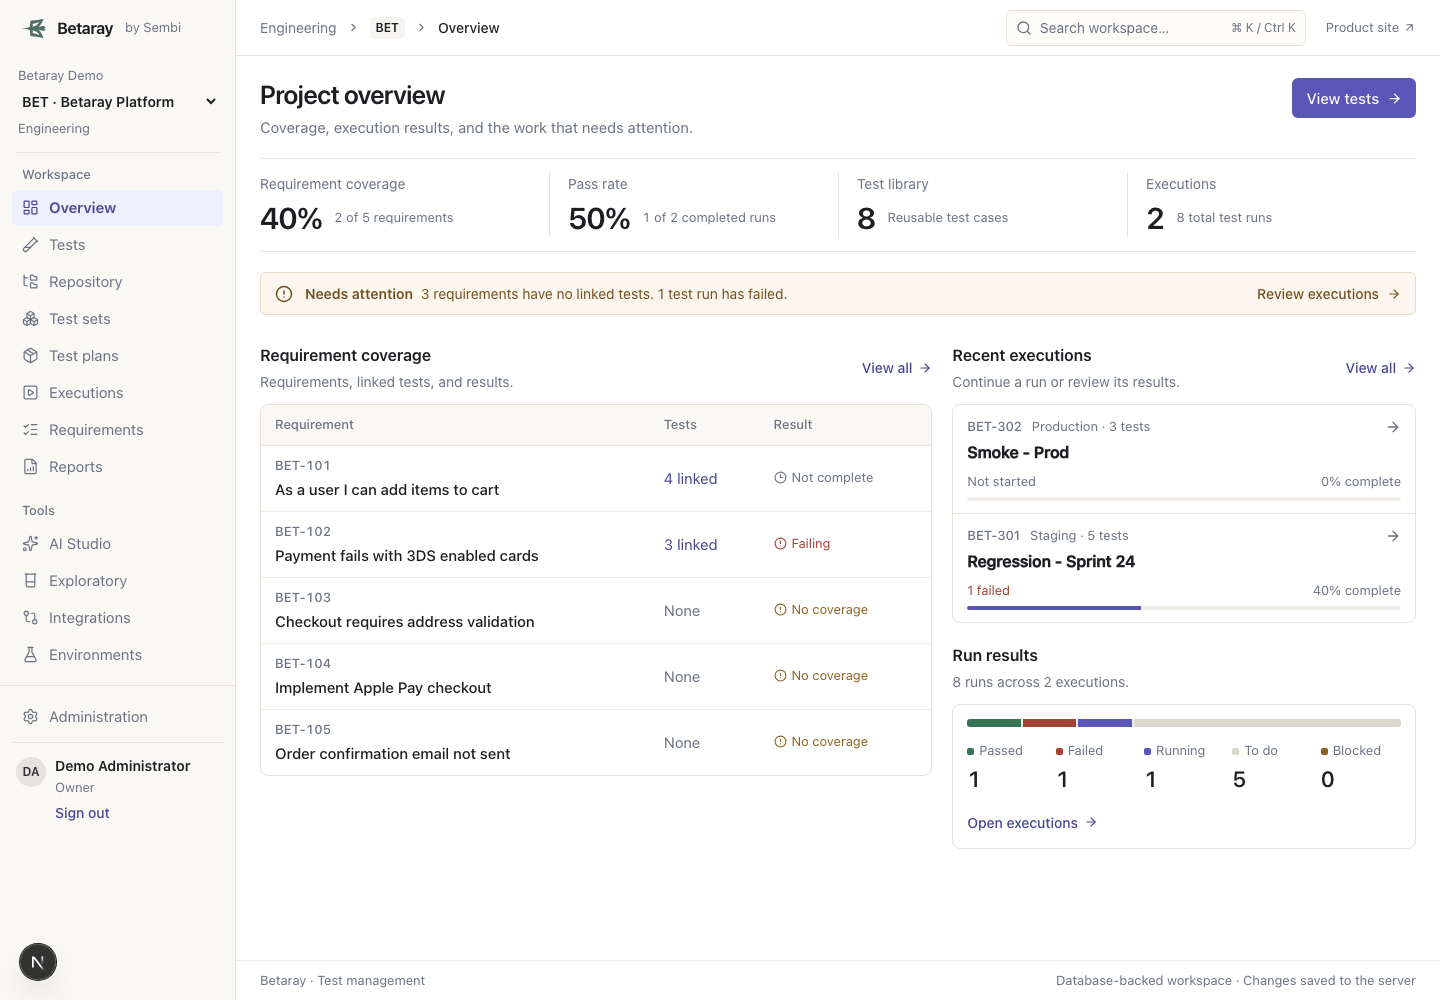 Betaray by Sembi
Betaray Demo
BET · Betaray Platform
Engineering
Workspace
Overview
Tests
Repository
Test sets
Test plans
Executions
Requirements
Reports
Tools
AI Studio
Exploratory
Integrations
Environments
Administration
DA
Demo Administrator
Owner
Sign out
N
Engineering
BET
Overview
Search workspace...
⌘ K / Ctrl K
Product site
Project overview
Coverage, execution results, and the work that needs attention.
View tests
Requirement coverage
40% 2 of 5 requirements
Pass rate
50% 1 of 2 completed runs
Test library
8 Reusable test cases
Executions
2 8 total test runs
Needs attention 3 requirements have no linked tests. 1 test run has failed.
Review executions
Requirement coverage
Requirements, linked tests, and results.
View all
Requirement Tests Result
BET-101
As a user I can add items to cart
4 linked
Not complete
BET-102
Payment fails with 3DS enabled cards
3 linked
Failing
BET-103
Checkout requires address validation
None
No coverage
BET-104
Implement Apple Pay checkout
None
No coverage
BET-105
Order confirmation email not sent
None
No coverage
Recent executions
Continue a run or review its results.
View all
BET-302 Production · 3 tests
Smoke - Prod
Not started 0% complete
BET-301 Staging · 5 tests
Regression - Sprint 24
1 failed 40% complete
Run results
8 runs across 2 executions.
Passed Failed Running To do Blocked
1 1 1 5 0
Open executions
Betaray · Test management
Database-backed workspace · Changes saved to the server